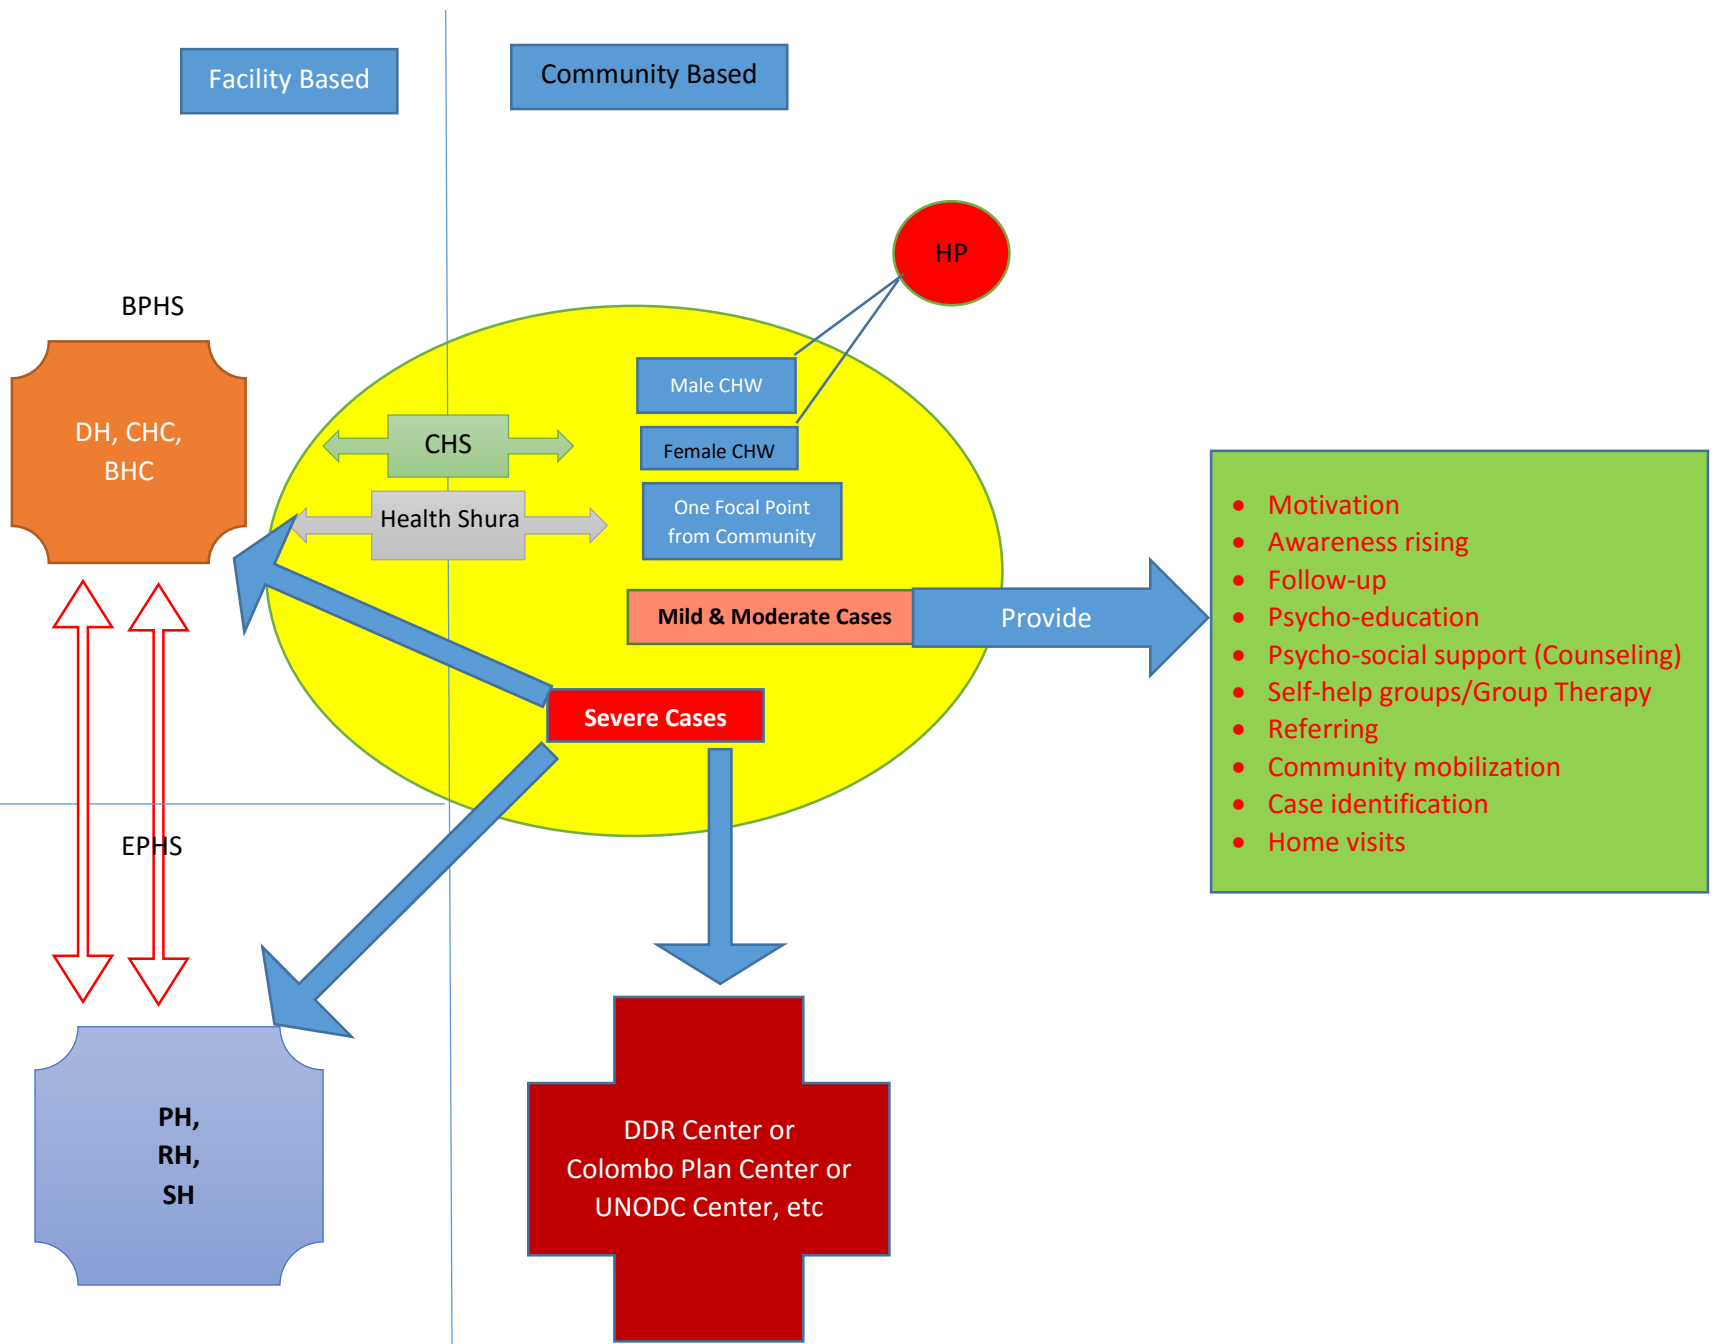 Facility Based
Community Based
HP
BPHS
DH, CHC,
BHC
CHS
Health Shura
Male CHW
Female CHW
One Focal Point
from Community
Mild & Moderate Cases
Provide
Severe Cases
• Motivation
• Awareness rising
• Follow-up
• Psycho-education
• Psycho-social support (Counseling)
• Self-help groups/Group Therapy
• Referring
• Community mobilization
• Case identification
• Home visits
EPHS
PH,
RH,
SH
DDR Center or
Colombo Plan Center or
UNODC Center, etc